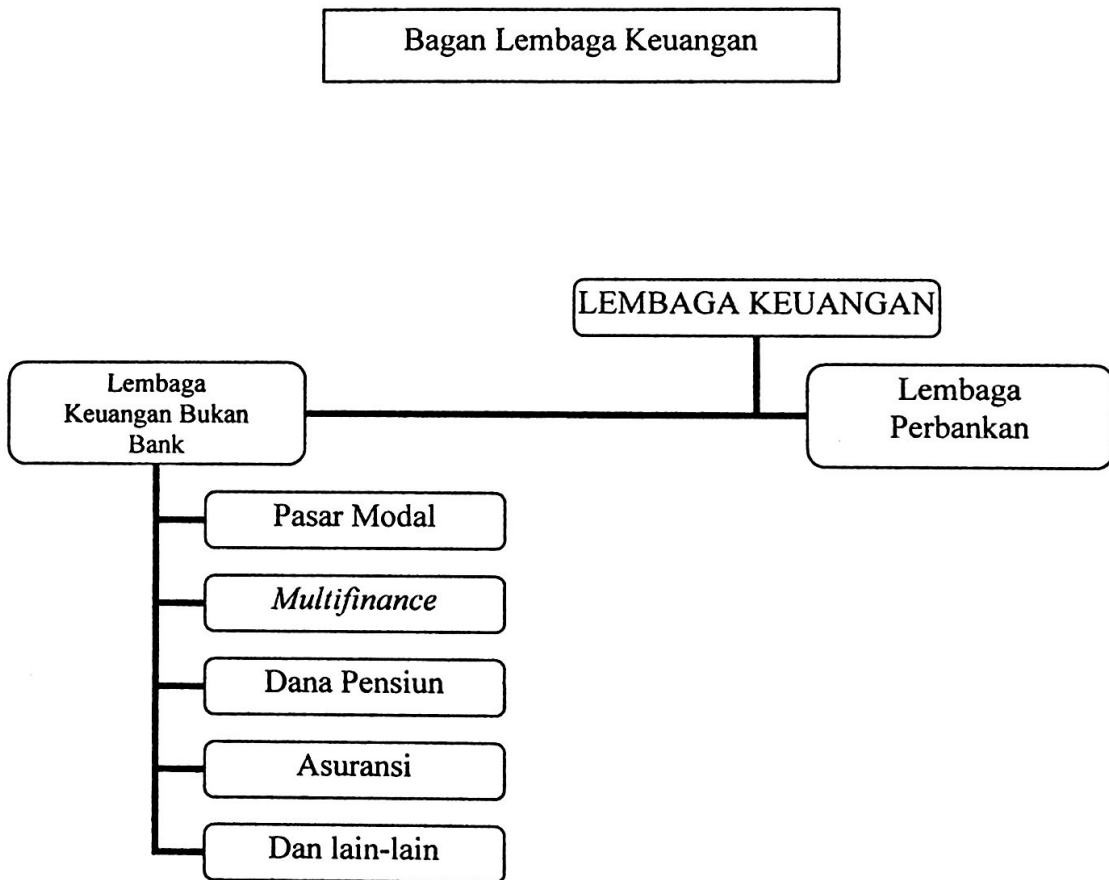 Bagan Lembaga Keuangan
LEMBAGA KEUANGAN
Lembaga
Keuangan Bukan
Bank
Lembaga
Perbankan
Pasar Modal
Multifinance
Dana Pensiun
Asuransi
Dan lain-lain